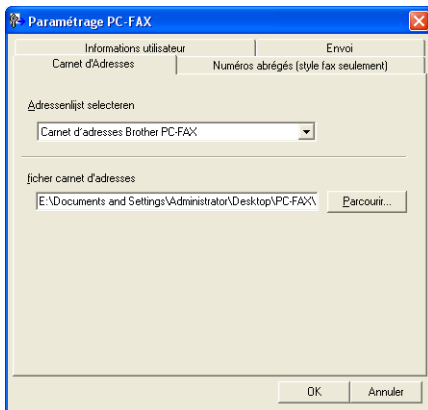 Paramétrage PC-FAX
Informations utilisateur
Envoi
Carnet d'Adresses
Numéros abrégés (style fax seulement)
Adressenlijst selecteren
Carnet d'adresses Brother PC-FAX
ficher carnet d'adresses
E:\Documents and Settings\Administrator\Desktop\PC-FAX\
Parcourir...
OK
Annuler